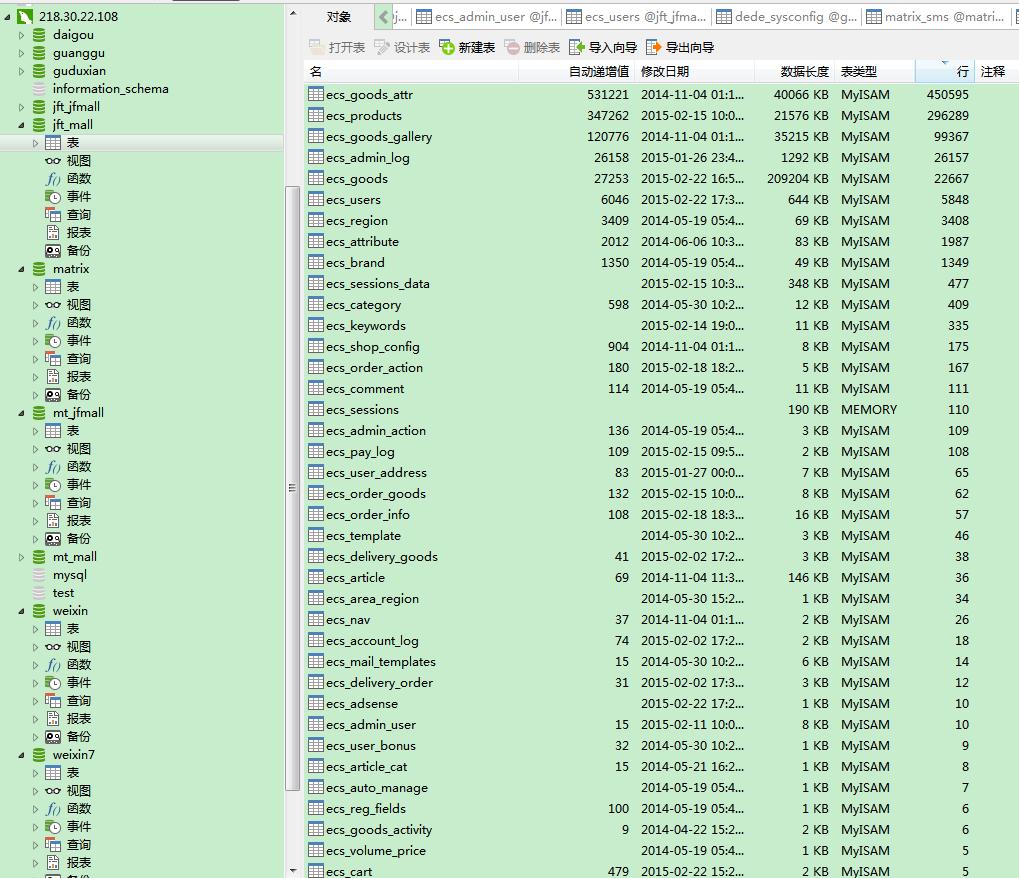 218.30.22.108
daigou
guanggu
guduxian
information_schema
jft_jfmall
jft_mall
表
视图
函数
事件
查询
报表
备份
matrix
表
视图
函数
事件
查询
报表
备份
mt_jfmall
表
视图
函数
事件
查询
报表
备份
mt_mall
mysql
test
weixin
表
视图
函数
事件
查询
报表
备份
weixin7
表
视图
函数
事件
查询
报表
对象 j... ecs_admin_user @jf... ecs_users @jft_jfma... dede_sysconfig @g... matrix_sms @matri...
打开表 设计表 新建表 删除表 导入向导 导出向导
名 自动递增值 修改日期 数据长度 表类型 行 注释
ecs_goods_attr 531221 2014-11-04 01:1... 40066 KB MyISAM 450595
ecs_products 347262 2015-02-15 10:0... 21576 KB MyISAM 296289
ecs_goods_gallery 120776 2014-11-04 01:1... 35215 KB MyISAM 99367
ecs_admin_log 26158 2015-01-26 23:4... 1292 KB MyISAM 26157
ecs_goods 27253 2015-02-22 16:5... 209204 KB MyISAM 22667
ecs_users 6046 2015-02-22 17:3... 644 KB MyISAM 5848
ecs_region 3409 2014-05-19 05:4... 69 KB MyISAM 3408
ecs_attribute 2012 2014-06-06 10:3... 83 KB MyISAM 1987
ecs_brand 1350 2014-05-19 05:4... 49 KB MyISAM 1349
ecs_sessions_data 2015-02-15 10:3... 348 KB MyISAM 477
ecs_category 598 2014-05-30 10:2... 12 KB MyISAM 409
ecs_keywords 2015-02-14 19:0... 11 KB MyISAM 335
ecs_shop_config 904 2014-11-04 01:1... 8 KB MyISAM 175
ecs_order_action 180 2015-02-18 18:2... 5 KB MyISAM 167
ecs_comment 114 2014-05-19 05:4... 11 KB MyISAM 111
ecs_sessions 190 KB MEMORY 110
ecs_admin_action 136 2014-05-19 05:4... 3 KB MyISAM 109
ecs_pay_log 109 2015-02-15 09:5... 2 KB MyISAM 108
ecs_user_address 83 2015-01-27 00:0... 7 KB MyISAM 65
ecs_order_goods 132 2015-02-15 10:0... 8 KB MyISAM 62
ecs_order_info 108 2015-02-18 18:3... 16 KB MyISAM 57
ecs_template 2014-05-30 10:2... 3 KB MyISAM 46
ecs_delivery_goods 41 2015-02-02 17:2... 3 KB MyISAM 38
ecs_article 69 2014-11-04 11:3... 146 KB MyISAM 36
ecs_area_region 2014-05-30 15:2... 1 KB MyISAM 34
ecs_nav 37 2014-11-04 01:1... 2 KB MyISAM 26
ecs_account_log 74 2015-02-02 17:2... 2 KB MyISAM 18
ecs_mail_templates 15 2014-05-30 10:2... 6 KB MyISAM 14
ecs_delivery_order 31 2015-02-02 17:3... 3 KB MyISAM 12
ecs_adsense 2015-02-22 17:2... 1 KB MyISAM 10
ecs_admin_user 15 2015-02-11 10:0... 8 KB MyISAM 10
ecs_user_bonus 32 2014-05-30 10:2... 1 KB MyISAM 9
ecs_article_cat 15 2014-05-21 16:2... 1 KB MyISAM 8
ecs_auto_manage 2014-05-19 05:4... 1 KB MyISAM 7
ecs_reg_fields 100 2014-05-19 05:4... 1 KB MyISAM 6
ecs_goods_activity 9 2014-04-22 15:2... 2 KB MyISAM 6
ecs_volume_price 2014-05-19 05:4... 1 KB MyISAM 5
ecs_cart 479 2015-02-22 15:2... 2 KB MyISAM 5